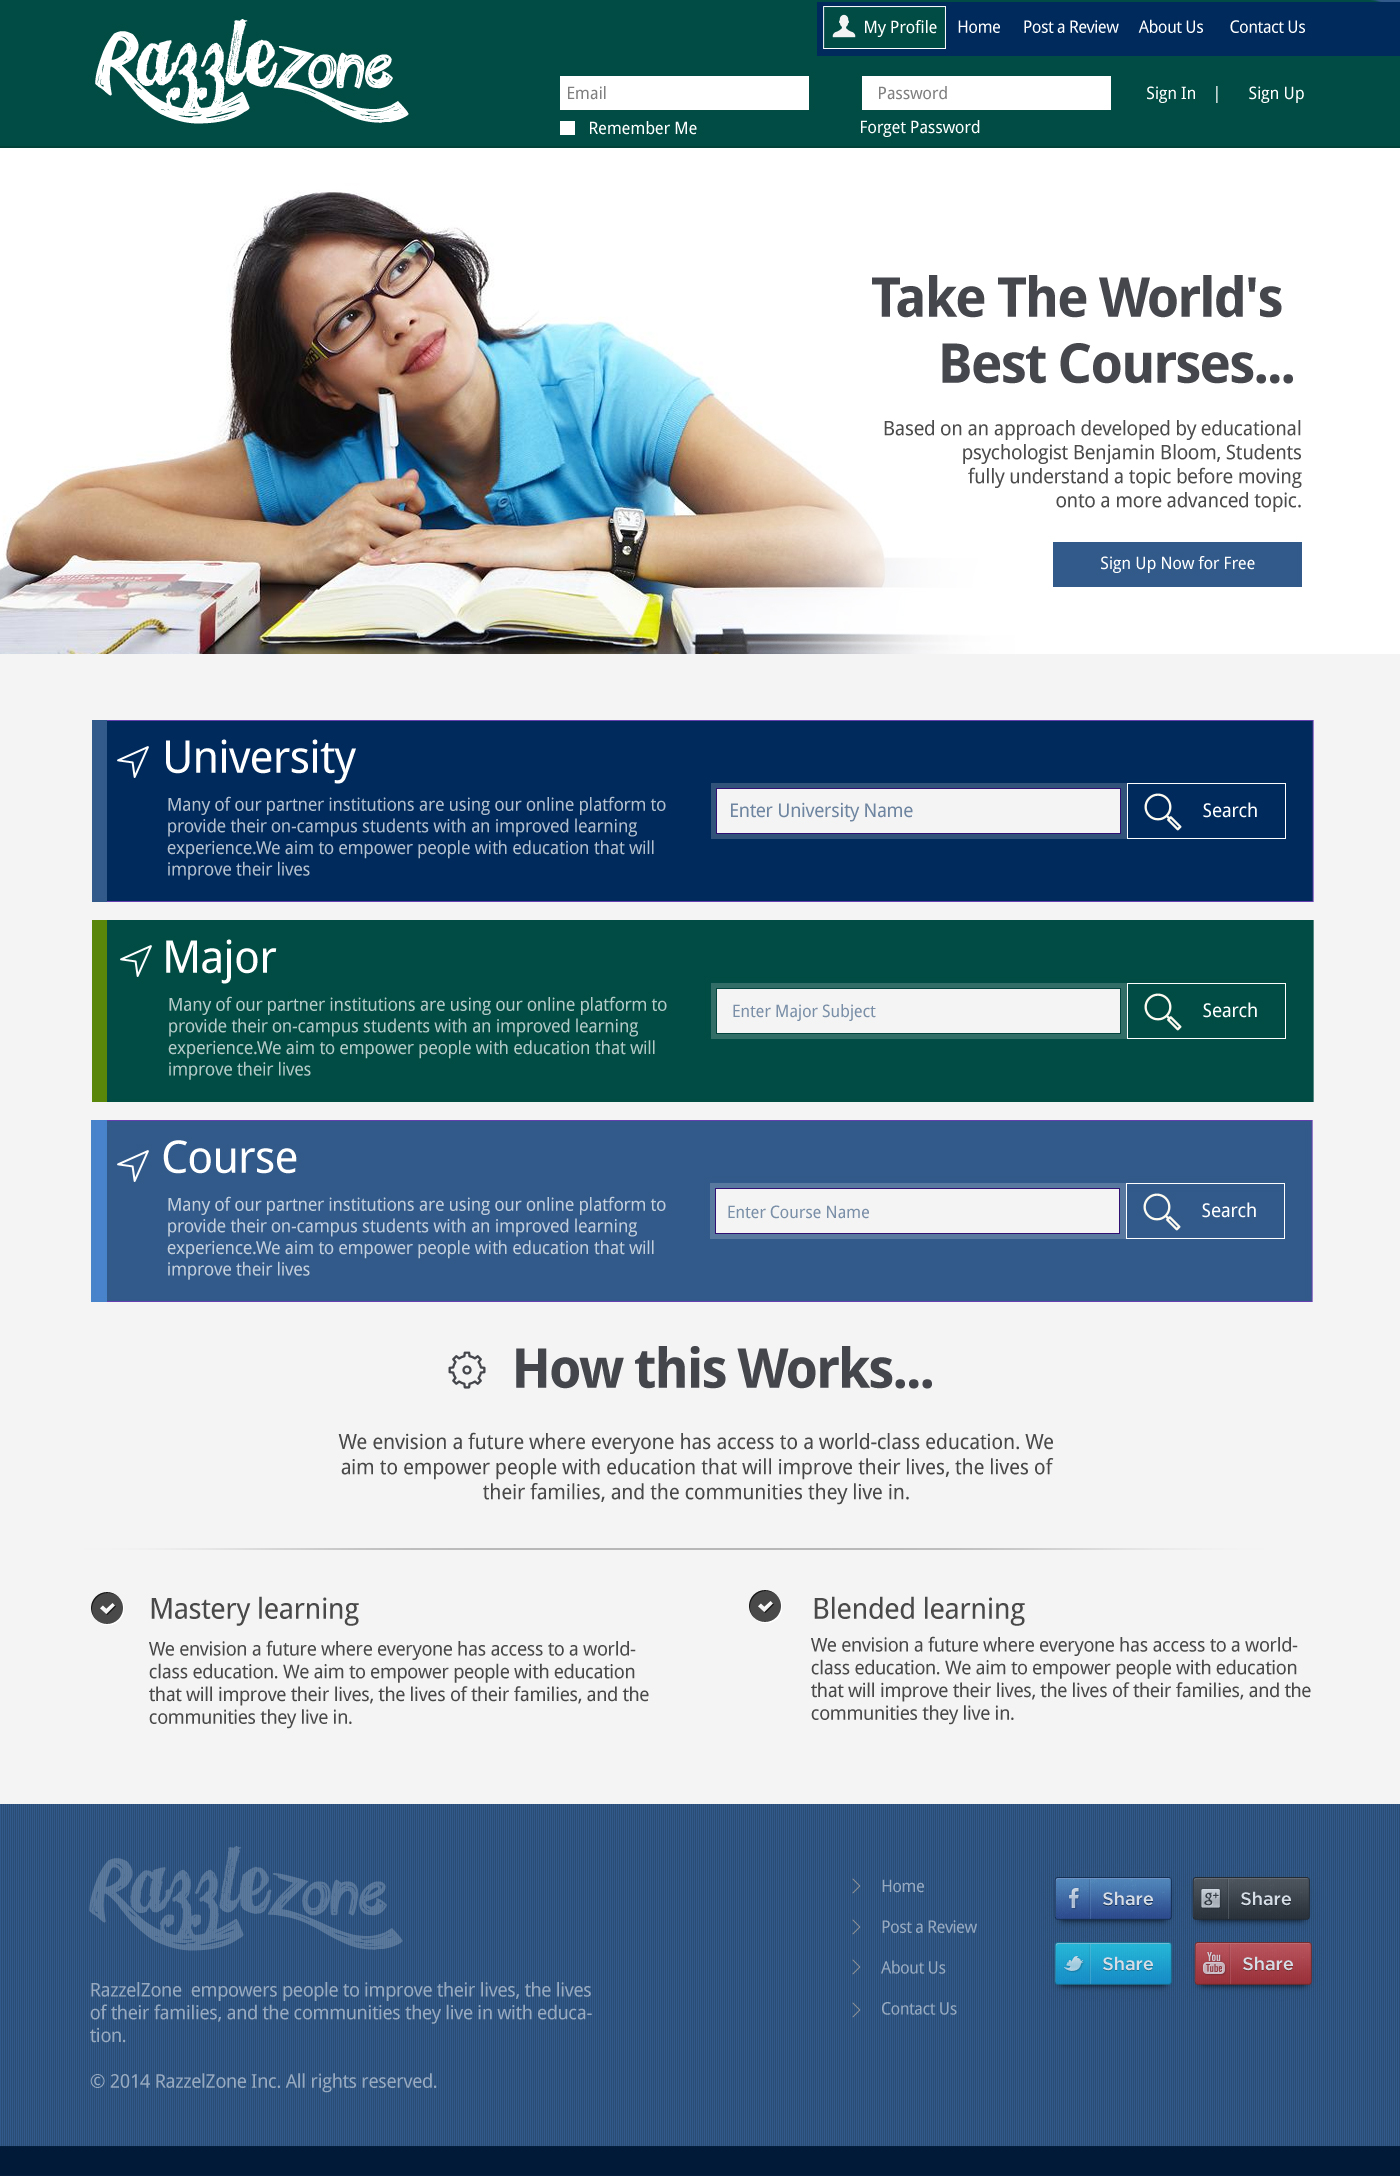 Razzlezone
My Profile
Home
Post a Review
About Us
Contact Us
Email
Password
Sign In | Sign Up
Remember Me
Forget Password
Take The World's
Best Courses...
Based on an approach developed by educational
psychologist Benjamin Bloom, Students
fully understand a topic before moving
onto a more advanced topic.
Sign Up Now for Free
University
Many of our partner institutions are using our online platform to
provide their on-campus students with an improved learning
experience.We aim to empower people with education that will
improve their lives
Enter University Name
Search
Major
Many of our partner institutions are using our online platform to
provide their on-campus students with an improved learning
experience.We aim to empower people with education that will
improve their lives
Enter Major Subject
Search
Course
Many of our partner institutions are using our online platform to
provide their on-campus students with an improved learning
experience.We aim to empower people with education that will
improve their lives
Enter Course Name
Search
How this Works...
We envision a future where everyone has access to a world-class education. We
aim to empower people with education that will improve their lives, the lives of
their families, and the communities they live in.
Mastery learning
We envision a future where everyone has access to a world-
class education. We aim to empower people with education
that will improve their lives, the lives of their families, and the
communities they live in.
Blended learning
We envision a future where everyone has access to a world-
class education. We aim to empower people with education
that will improve their lives, the lives of their families, and the
communities they live in.
Razzlezone
RazzelZone empowers people to improve their lives, the lives
of their families, and the communities they live in with educa-
tion.
© 2014 RazzelZone Inc. All rights reserved.
Home
Post a Review
About Us
Contact Us
f Share
g+ Share
Share
You Tube Share